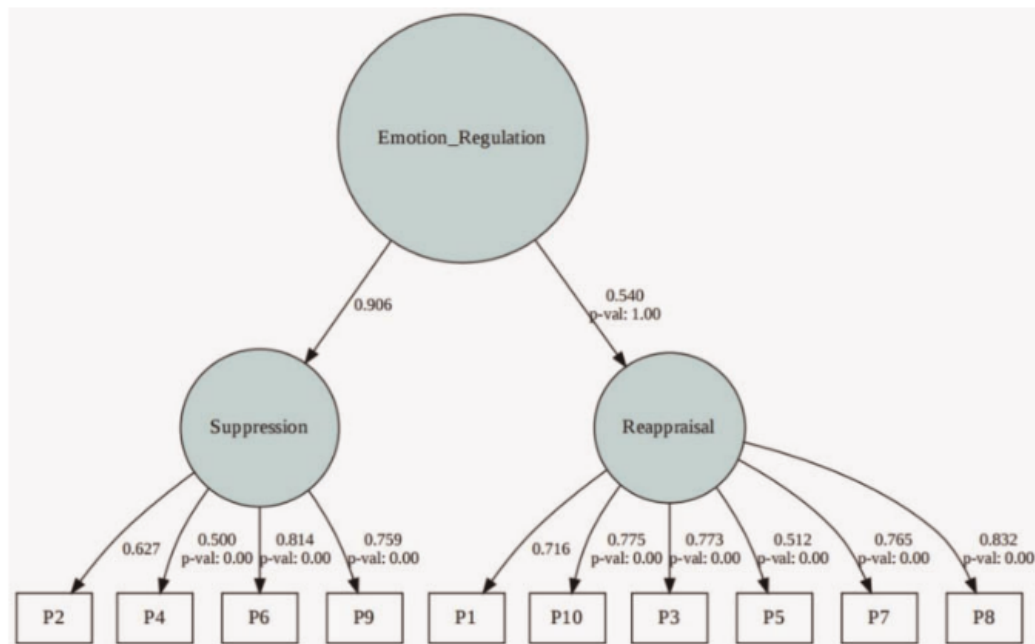 Emotion_Regulation
0.906
0.540
p-val: 1.00
Suppression
Reappraisal
0.627
0.500
p-val: 0.00
0.814
p-val: 0.00
0.759
p-val: 0.00
0.716
0.775
p-val: 0.00
0.773
p-val: 0.00
0.512
p-val: 0.00
0.765
p-val: 0.00
0.832
p-val: 0.00
P2
P4
P6
P9
P1
P10
P3
P5
P7
P8